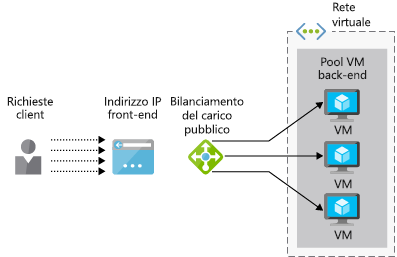 Rete
virtuale
Pool VM
back-end
Richieste
client
Indirizzo IP
front-end
Bilanciamento
del carico
pubblico
VM
VM
VM